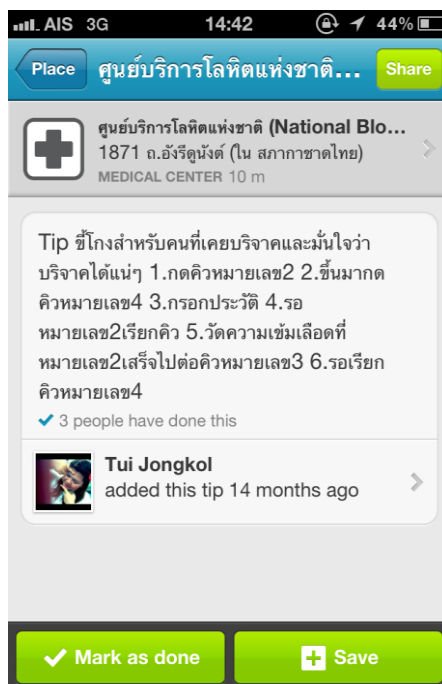 AIS 3G 14:42 44%
Place ศูนย์บริการโลหิตแห่งชาติ... Share
ศูนย์บริการโลหิตแห่งชาติ (National Blo...
1871 ถ.อังรีดูนังต์ (ใน สภากาชาดไทย)
MEDICAL CENTER 10 m
Tip ขี้โกงสำหรับคนที่เคยบริจาคและมั่นใจว่า
บริจาคได้แน่ๆ 1.กดคิวหมายเลข2 2.ขึ้นมากด
คิวหมายเลข4 3.กรอกประวัติ 4.รอ
หมายเลข2เรียกคิว 5.วัดความเข้มเลือดที่
หมายเลข2เสร็จไปต่อคิวหมายเลข3 6.รอเรียก
คิวหมายเลข4
3 people have done this
Tui Jongkol
added this tip 14 months ago
Mark as done Save